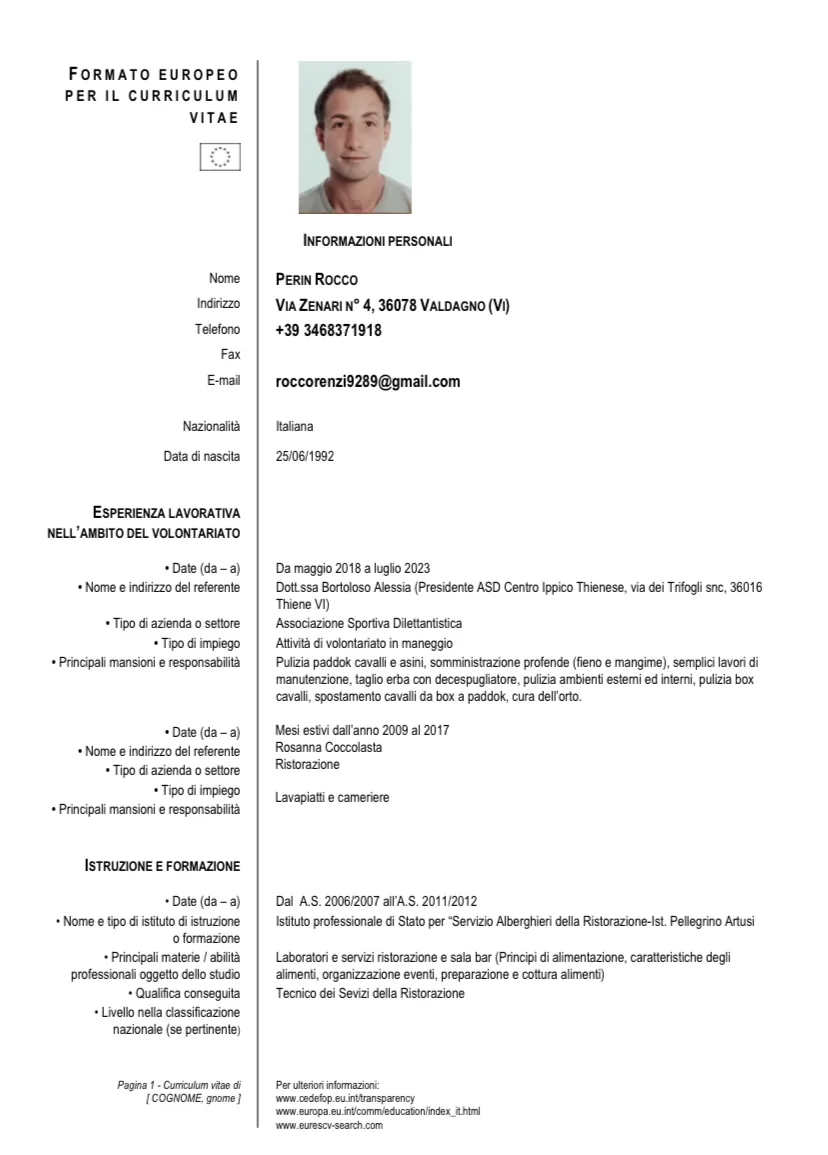 FORMATO EUROPEO
PER IL CURRICULUM
VITAE
INFORMAZIONI PERSONALI
Nome PERIN ROCCO
Indirizzo VIA ZENARI N° 4, 36078 VALDAGNO (VI)
Telefono +39 3468371918
Fax
E-mail roccorenzi9289@gmail.com
Nazionalità Italiana
Data di nascita 25/06/1992
ESPERIENZA LAVORATIVA
NELL'AMBITO DEL VOLONTARIATO
• Date (da – a) Da maggio 2018 a luglio 2023
• Nome e indirizzo del referente Dott.ssa Bortoloso Alessia (Presidente ASD Centro Ippico Thienese, via dei Trifogli snc, 36016
Thiene VI)
• Tipo di azienda o settore Associazione Sportiva Dilettantistica
• Tipo di impiego Attività di volontariato in maneggio
• Principali mansioni e responsabilità Pulizia paddok cavalli e asini, somministrazione profende (fieno e mangime), semplici lavori di
manutenzione, taglio erba con decespugliatore, pulizia ambienti esterni ed interni, pulizia box
cavalli, spostamento cavalli da box a paddok, cura dell'orto.
• Date (da – a) Mesi estivi dall'anno 2009 al 2017
• Nome e indirizzo del referente Rosanna Coccolasta
• Tipo di azienda o settore Ristorazione
• Tipo di impiego Lavapiatti e cameriere
• Principali mansioni e responsabilità
ISTRUZIONE E FORMAZIONE
• Date (da – a) Dal A.S. 2006/2007 all'A.S. 2011/2012
• Nome e tipo di istituto di istruzione Istituto professionale di Stato per “Servizio Alberghieri della Ristorazione-Ist. Pellegrino Artusi
o formazione
• Principali materie / abilità Laboratori e servizi ristorazione e sala bar (Principi di alimentazione, caratteristiche degli
professionali oggetto dello studio alimenti, organizzazione eventi, preparazione e cottura alimenti)
• Qualifica conseguita Tecnico dei Sevizi della Ristorazione
• Livello nella classificazione
nazionale (se pertinente)
Pagina 1 - Curriculum vitae di Per ulteriori informazioni:
[ COGNOME, gnome ] www.cedefop.eu.int/transparency
www.europa.eu.int/comm/education/index_it.html
www.eurescv-search.com